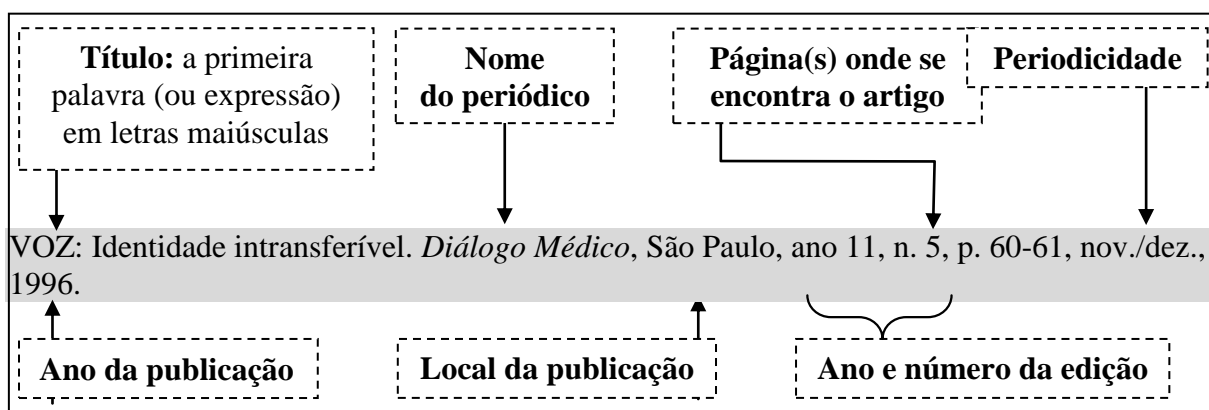 Título: a primeira
palavra (ou expressão)
em letras maiúsculas
Nome
do periódico
Página(s) onde se
encontra o artigo
Periodicidade
VOZ: Identidade intransferível. Diálogo Médico, São Paulo, ano 11, n. 5, p. 60-61, nov./dez.,
1996.
Ano da publicação
Local da publicação
Ano e número da edição